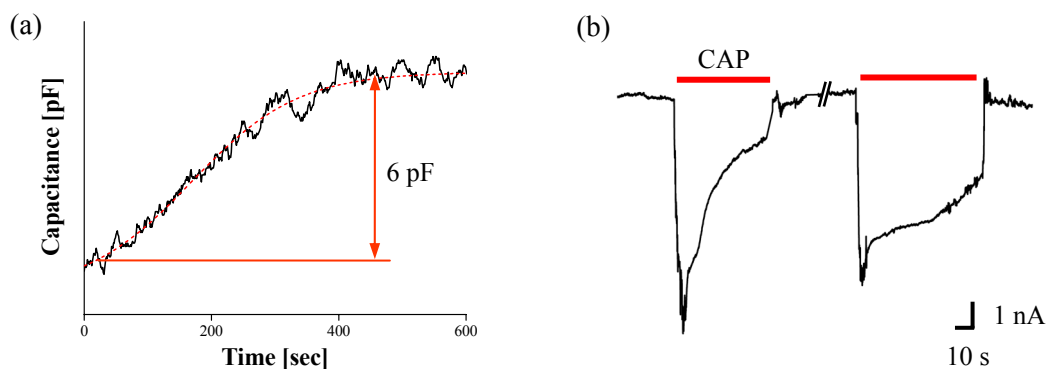 (a)
Capacitance [pF]
6 pF
0
200
400
600
Time [sec]
(b)
CAP
1 nA
10 s